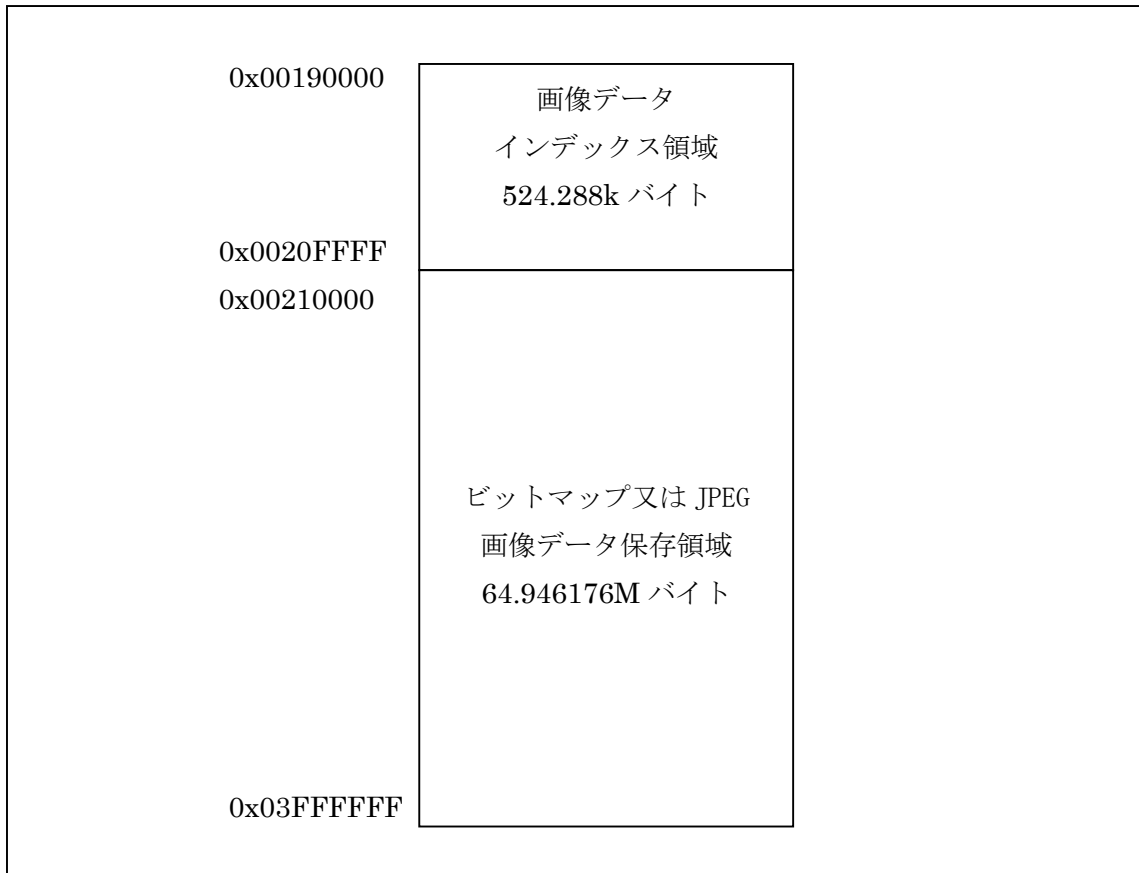 0x00190000
画像データ
インデックス領域
524.288k バイト
0x0020FFFF
0x00210000
ビットマップ又は JPEG
画像データ保存領域
64.946176M バイト
0x03FFFFFF